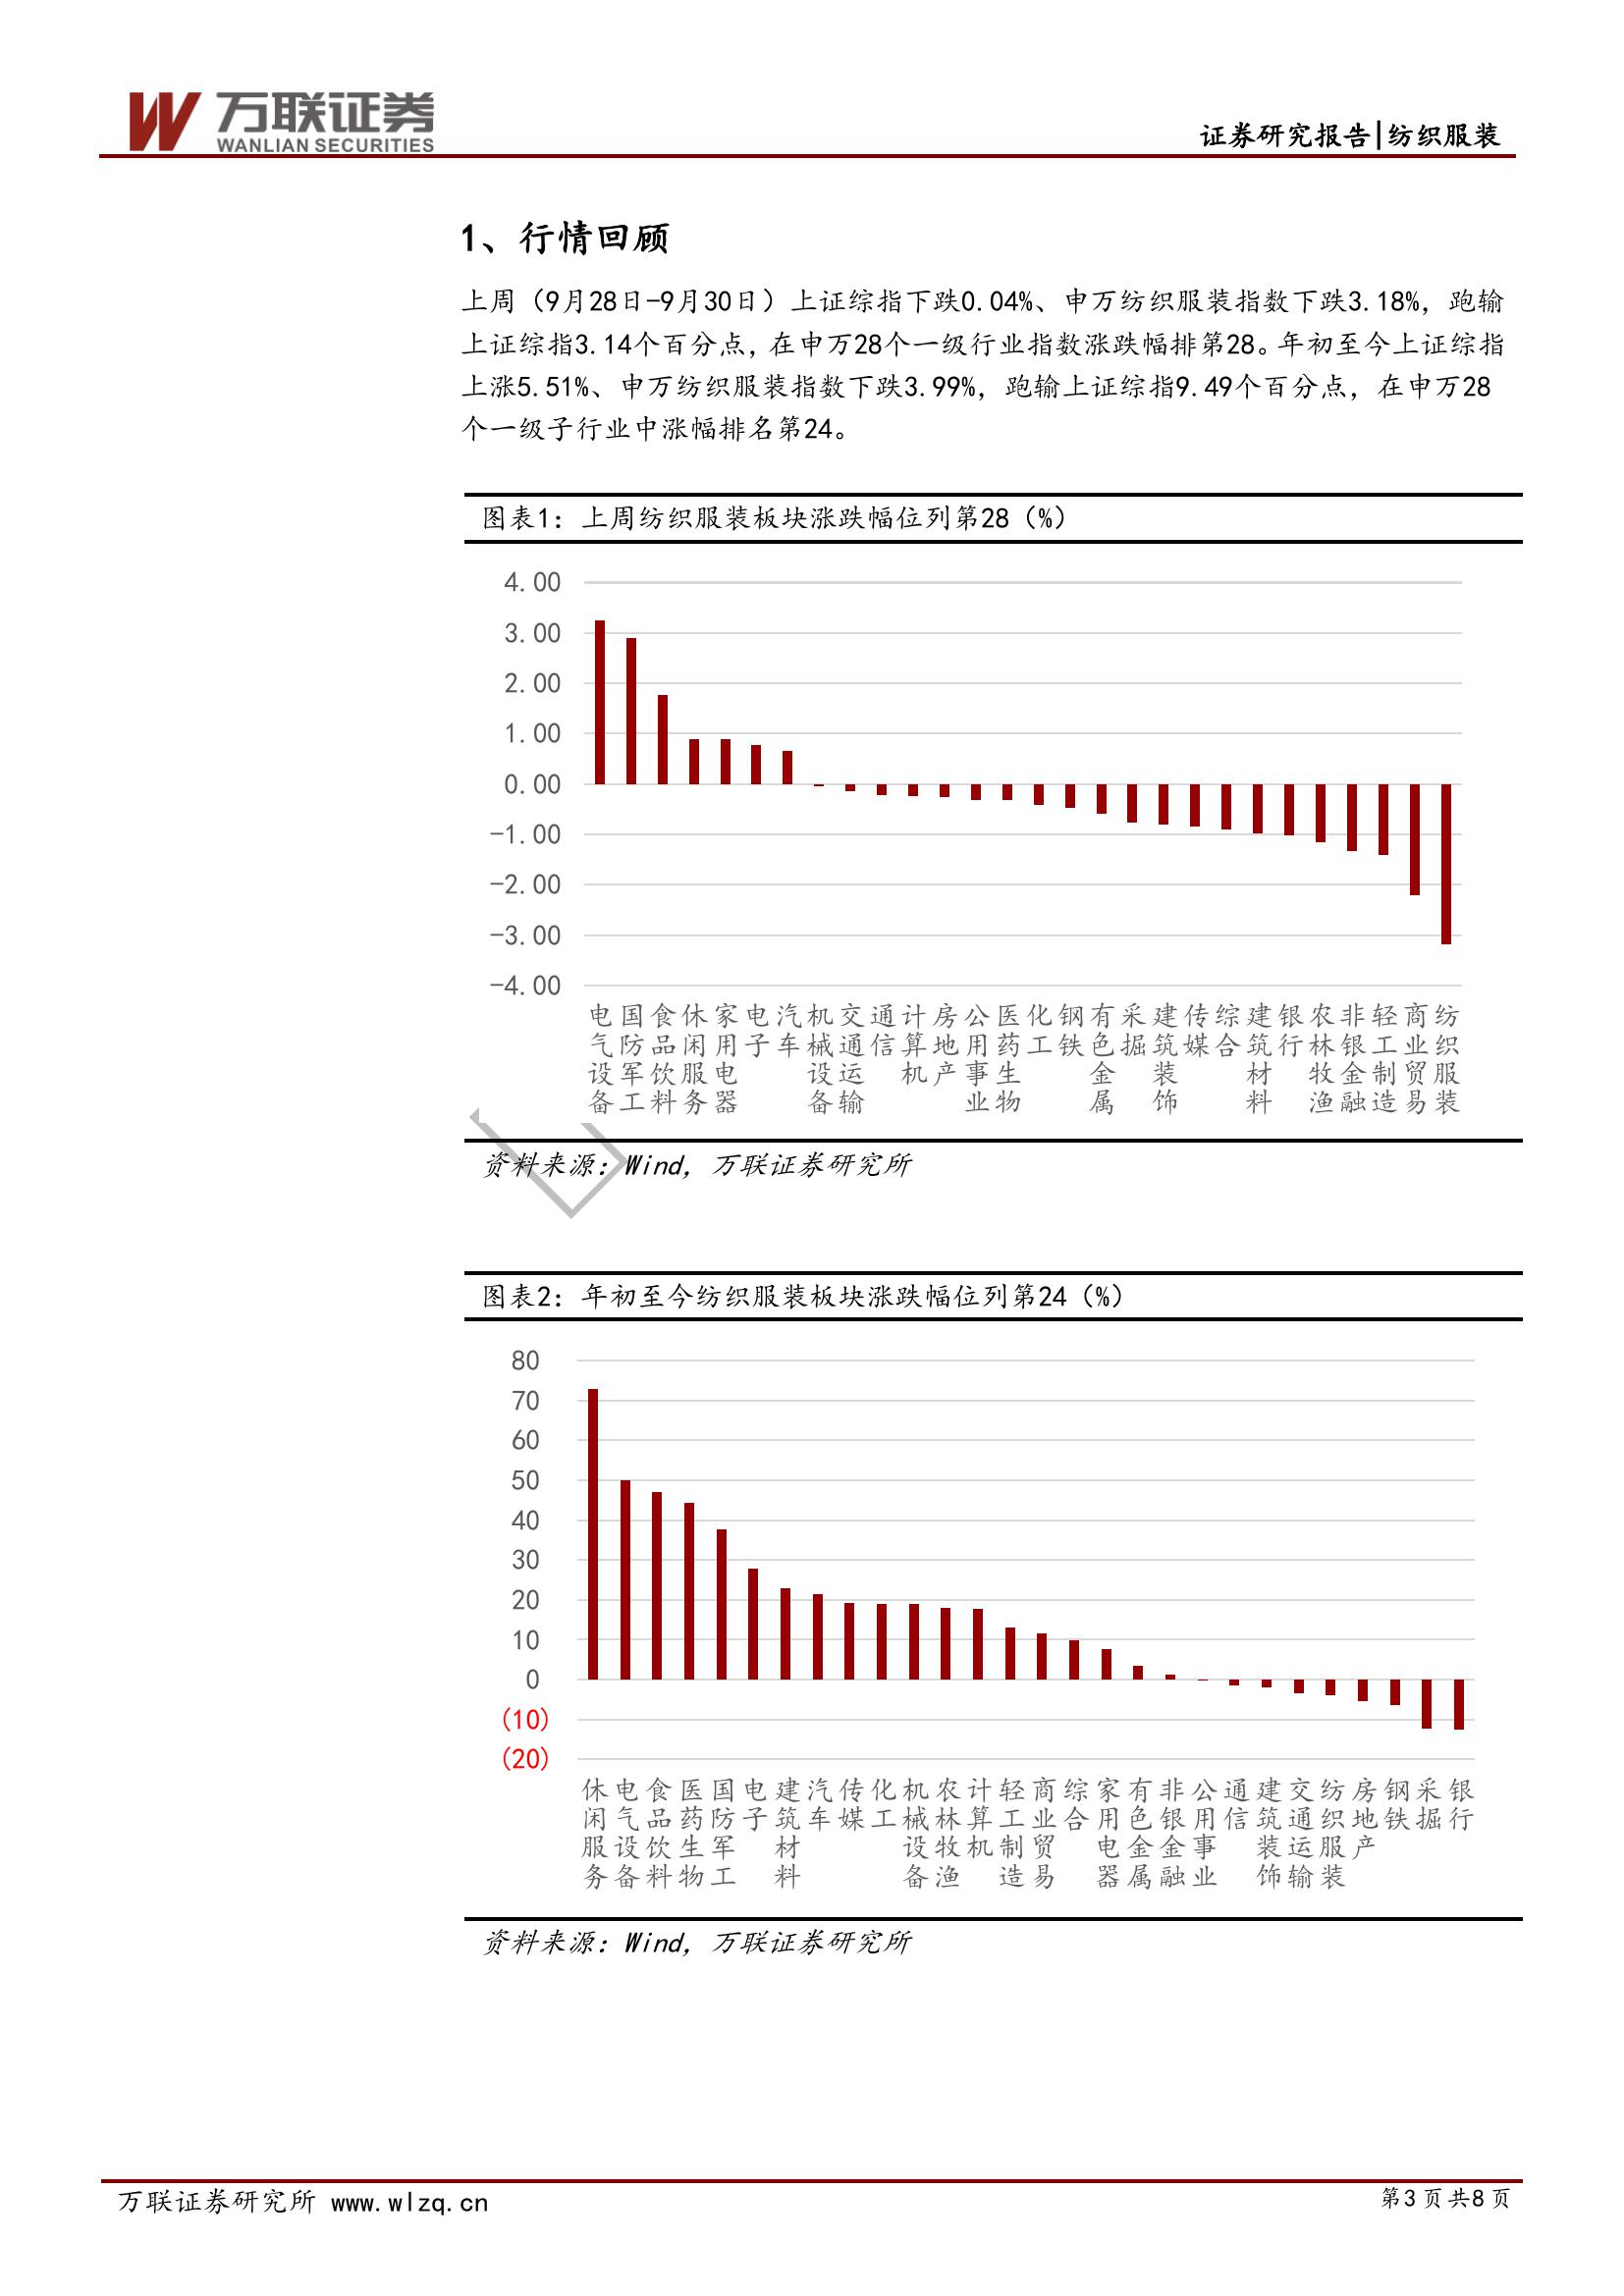 万联证券
WANLIAN SECURITIES
证券研究报告|纺织服装
1、行情回顾
上周（9月28日-9月30日）上证综指下跌0.04%、申万纺织服装指数下跌3.18%，跑输
上证综指3.14个百分点，在申万28个一级行业指数涨跌幅排第28。年初至今上证综指
上涨5.51%、申万纺织服装指数下跌3.99%，跑输上证综指9.49个百分点，在申万28
个一级子行业中涨幅排名第24。
图表1：上周纺织服装板块涨跌幅位列第28（%）
4.00
3.00
2.00
1.00
0.00
-1.00
-2.00
-3.00
-4.00
电气设备
国防军工
食品饮料
休闲服务
家用电器
电子
汽车
机械设备
交通运输
通信
计算机
房地产
公用事业
医药生物
化工
钢铁
有色金属
采掘
建筑装饰
传媒
综合
建筑材料
银行
农林牧渔
非银金融
轻工制造
商业贸易
纺织服装
资料来源：Wind，万联证券研究所
图表2：年初至今纺织服装板块涨跌幅位列第24（%）
80
70
60
50
40
30
20
10
0
(10)
(20)
休闲服务
电气设备
食品饮料
医药生物
国防军工
电子
建筑材料
汽车
传媒
化工
机械设备
农林牧渔
计算机
轻工制造
商业贸易
综合
家用电器
有色金属
非银金融
公用事业
通信
建筑装饰
交通运输
纺织服装
房地产
钢铁
采掘
银行
资料来源：Wind，万联证券研究所
万联证券研究所 www.wlzq.cn
第3页共8页